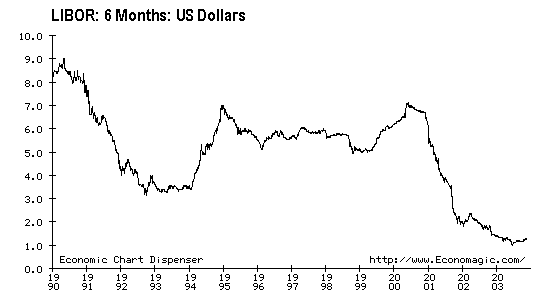 LIBOR: 6 Months: US Dollars
10.0
9.0
8.0
7.0
6.0
5.0
4.0
3.0
2.0
1.0
0.0
Economic Chart Dispenser http://www.Economagic.com/
19 19 19 19 19 19 19 19 19 19 20 20 20 20
90 91 92 93 94 95 96 97 98 99 00 01 02 03